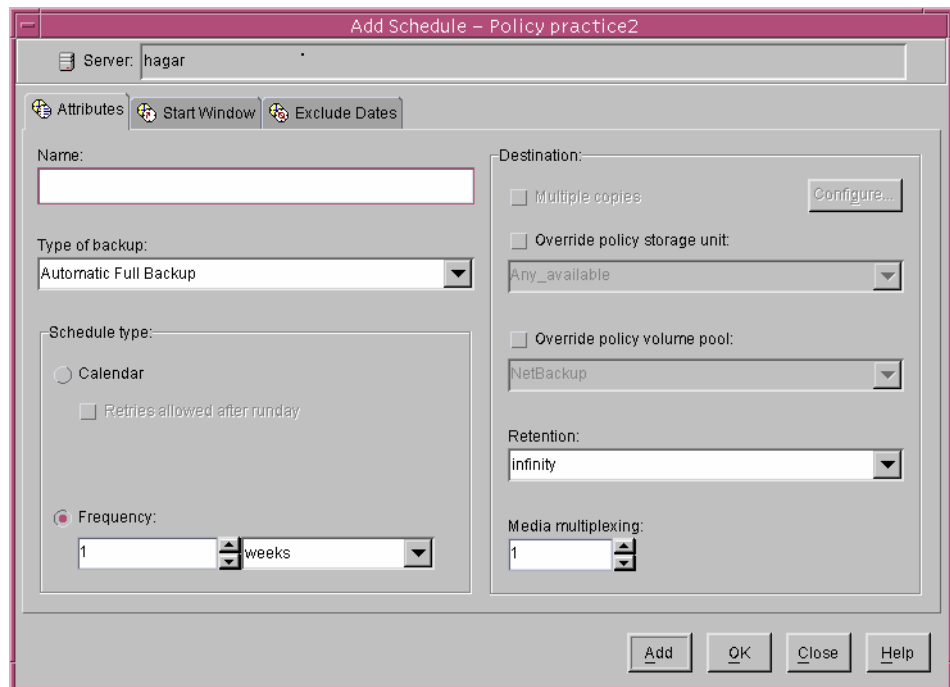 Add Schedule – Policy practice2
Server: hagar
Attributes
Start Window
Exclude Dates
Name:
Type of backup:
Automatic Full Backup
Schedule type:
Calendar
Retries allowed after runday
Frequency:
1
weeks
Destination:
Multiple copies
Configure...
Override policy storage unit:
Any_available
Override policy volume pool:
NetBackup
Retention:
infinity
Media multiplexing:
1
Add
OK
Close
Help